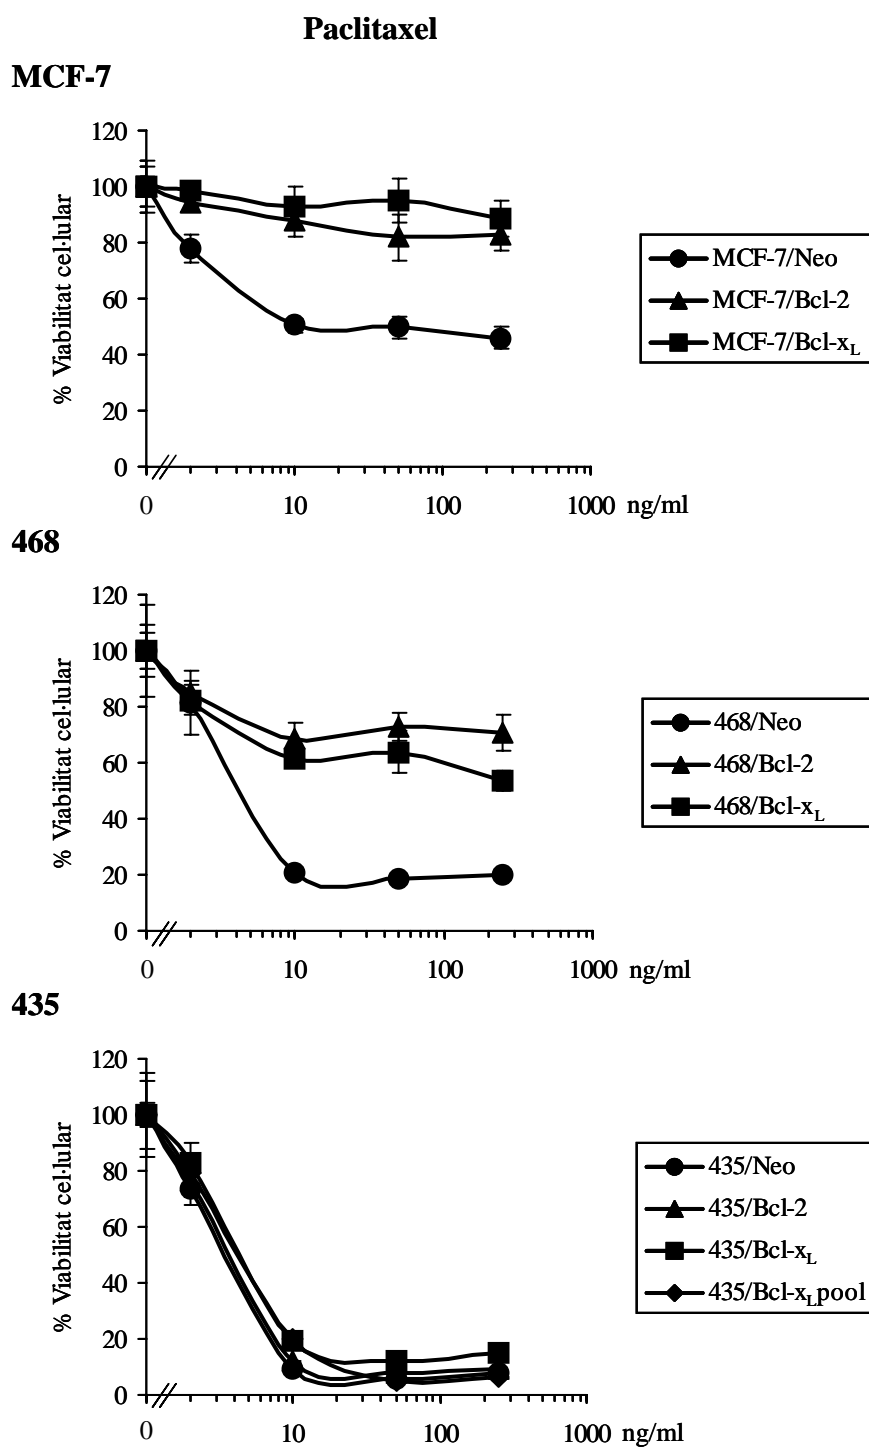 Paclitaxel
MCF-7
% Viabilitat cel·lular
120
100
80
60
40
20
0
0 10 100 1000 ng/ml
MCF-7/Neo
MCF-7/Bcl-2
MCF-7/Bcl-xL
468
% Viabilitat cel·lular
120
100
80
60
40
20
0
0 10 100 1000 ng/ml
468/Neo
468/Bcl-2
468/Bcl-xL
435
% Viabilitat cel·lular
120
100
80
60
40
20
0
0 10 100 1000 ng/ml
435/Neo
435/Bcl-2
435/Bcl-xL
435/Bcl-xLpool